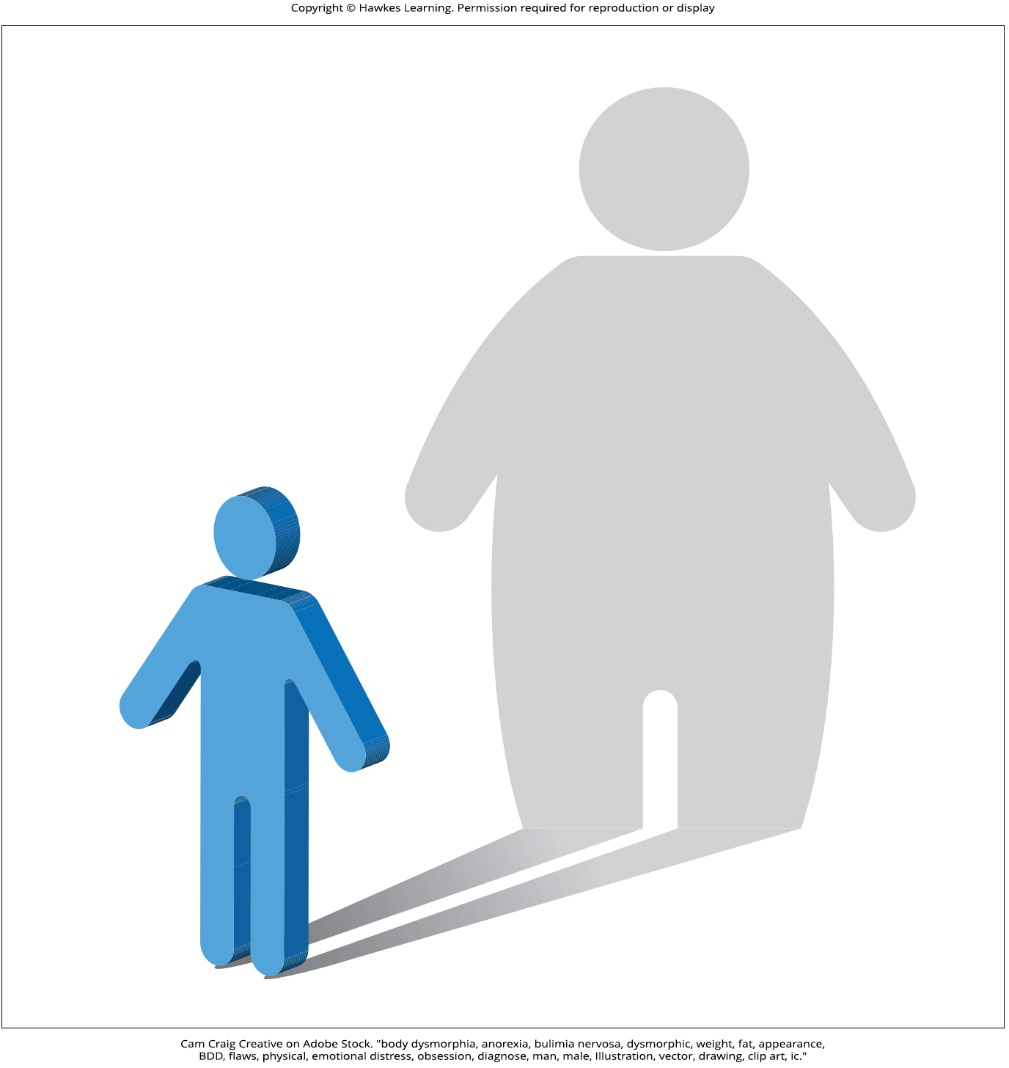 Copyright © Hawkes Learning. Permission required for reproduction or display
Cam Craig Creative on Adobe Stock. "body dysmorphia, anorexia, bulimia nervosa, dysmorphic, weight, fat, appearance,
BDD, flaws, physical, emotional distress, obsession, diagnose, man, male, Illustration, vector, drawing, clip art, ic."